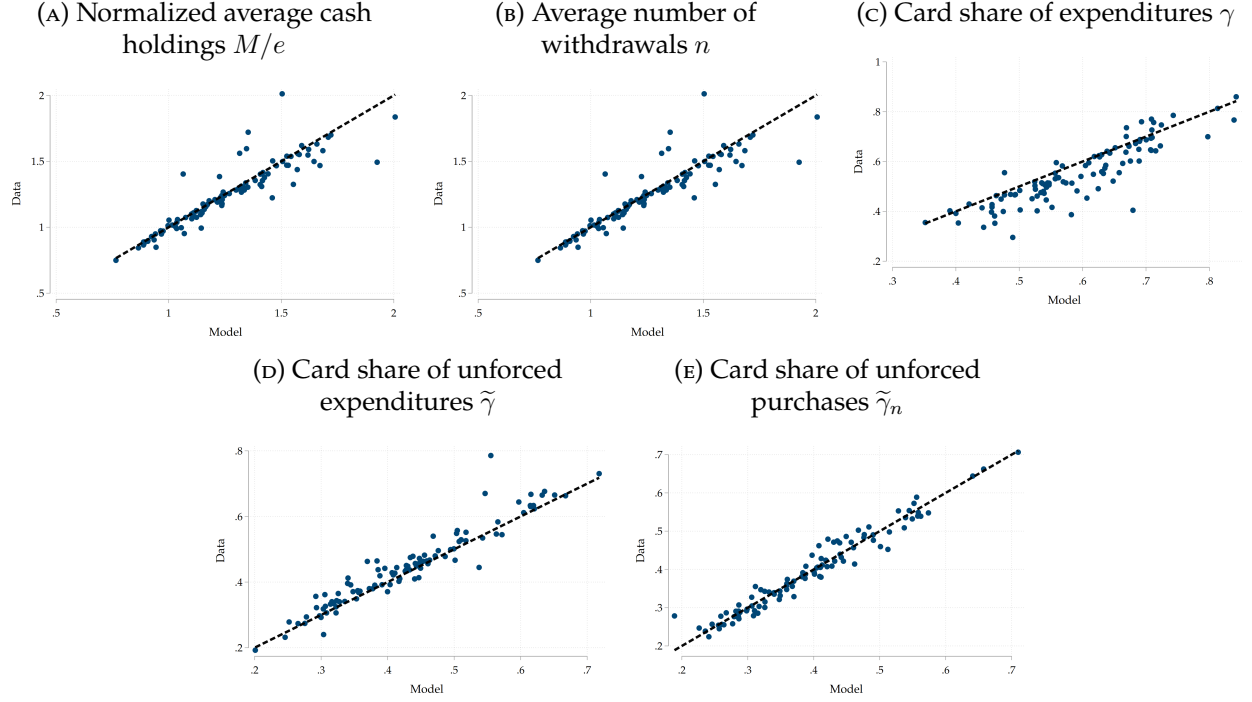 (A) Normalized average cash
holdings M/e
2
1.5
1
.5
Data
.5
1
1.5
2
Model
(B) Average number of
withdrawals n
2
1.5
1
.5
Data
.5
1
1.5
2
Model
(C) Card share of expenditures γ
1
.8
.6
.4
.2
Data
.3
.4
.5
.6
.7
.8
Model
(D) Card share of unforced
expenditures γ̃
.8
.6
.4
.2
Data
.2
.3
.4
.5
.6
.7
Model
(E) Card share of unforced
purchases γ̃ₙ
.7
.6
.5
.4
.3
.2
Data
.2
.3
.4
.5
.6
.7
Model